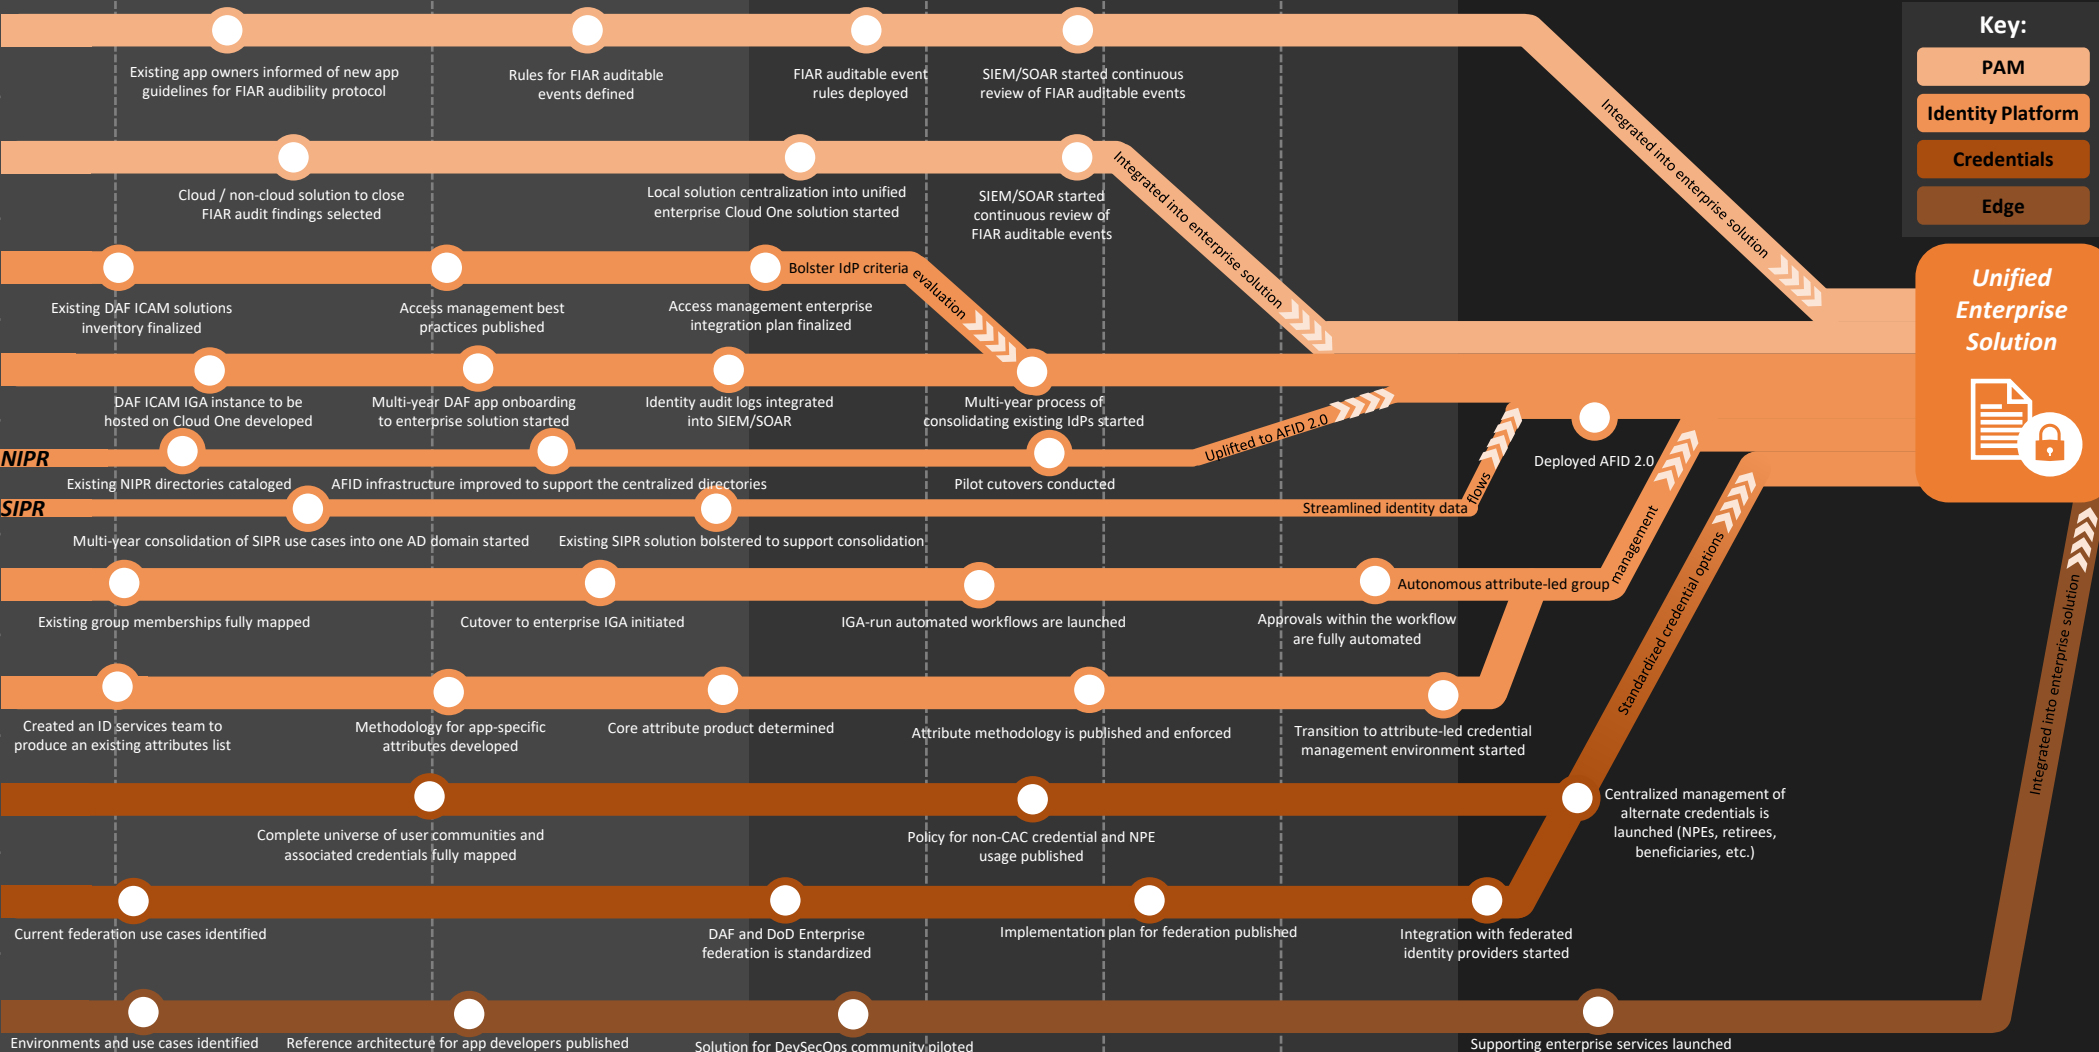 Key:
PAM
Identity Platform
Credentials
Edge
Existing app owners informed of new app
guidelines for FIAR audibility protocol
Rules for FIAR auditable
events defined
FIAR auditable event
rules deployed
SIEM/SOAR started continuous
review of FIAR auditable events
Integrated into enterprise solution
Cloud / non-cloud solution to close
FIAR audit findings selected
Local solution centralization into unified
enterprise Cloud One solution started
SIEM/SOAR started
continuous review of
FIAR auditable events
Integrated into enterprise solution
Bolster IdP criteria evaluation
Existing DAF ICAM solutions
inventory finalized
Access management best
practices published
Access management enterprise
integration plan finalized
Unified
Enterprise
Solution
DAF ICAM IGA instance to be
hosted on Cloud One developed
Multi-year DAF app onboarding
to enterprise solution started
Identity audit logs integrated
into SIEM/SOAR
Multi-year process of
consolidating existing IdPs started
NIPR
Uplifted to AFID 2.0
Existing NIPR directories cataloged
AFID infrastructure improved to support the centralized directories
Pilot cutovers conducted
Deployed AFID 2.0
SIPR
Streamlined identity data flows
Multi-year consolidation of SIPR use cases into one AD domain started
Existing SIPR solution bolstered to support consolidation
Autonomous attribute-led group management
Existing group memberships fully mapped
Cutover to enterprise IGA initiated
IGA-run automated workflows are launched
Approvals within the workflow
are fully automated
Standardized credential options
Created an ID services team to
produce an existing attributes list
Methodology for app-specific
attributes developed
Core attribute product determined
Attribute methodology is published and enforced
Transition to attribute-led credential
management environment started
Integrated into enterprise solution
Complete universe of user communities and
associated credentials fully mapped
Policy for non-CAC credential and NPE
usage published
Centralized management of
alternate credentials is
launched (NPEs, retirees,
beneficiaries, etc.)
Current federation use cases identified
DAF and DoD Enterprise
federation is standardized
Implementation plan for federation published
Integration with federated
identity providers started
Environments and use cases identified
Reference architecture for app developers published
Solution for DevSecOps community piloted
Supporting enterprise services launched